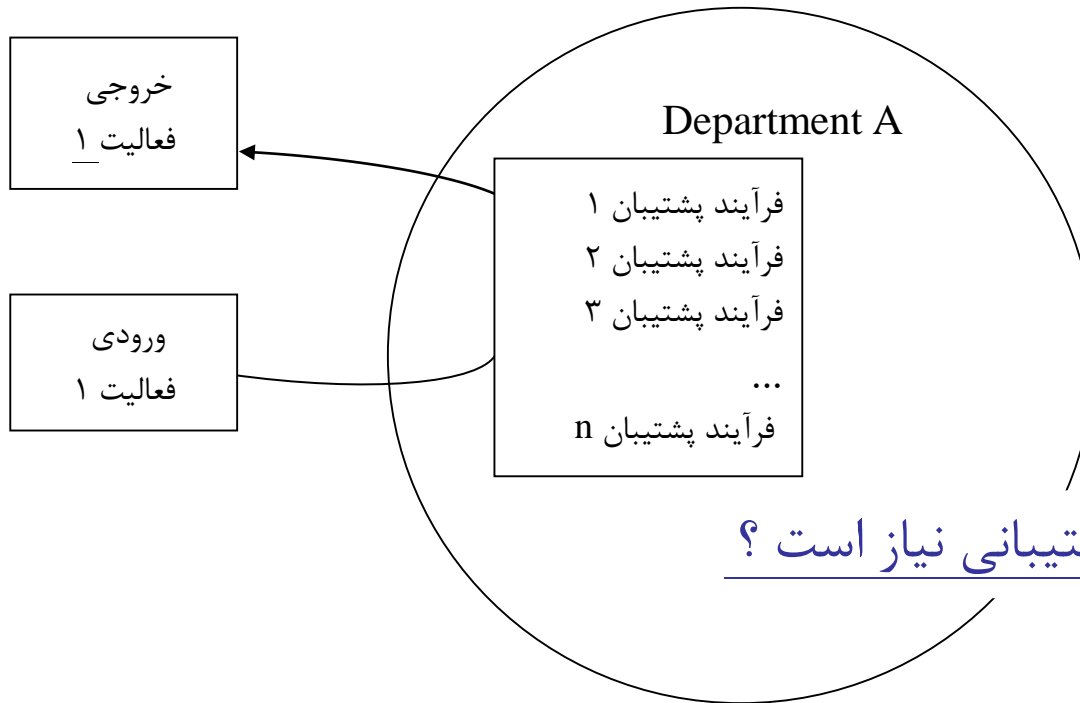 خروجی
فعالیت ۱
ورودی
فعالیت ۱
Department A
فرآیند پشتیبان ۱
فرآیند پشتیبان ۲
فرآیند پشتیبان ۳
...
فرآیند پشتیبان n
نیاز است ؟